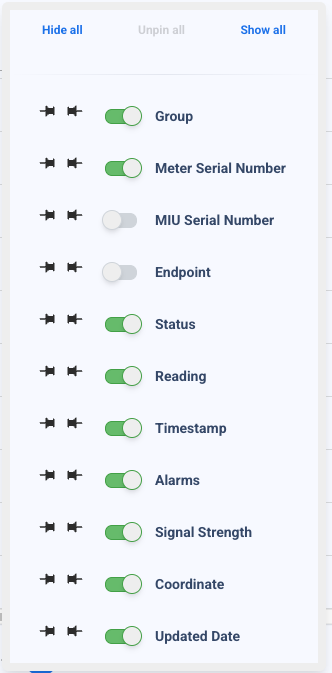 Hide all
Unpin all
Show all
Group
Meter Serial Number
MIU Serial Number
Endpoint
Status
Reading
Timestamp
Alarms
Signal Strength
Coordinate
Updated Date